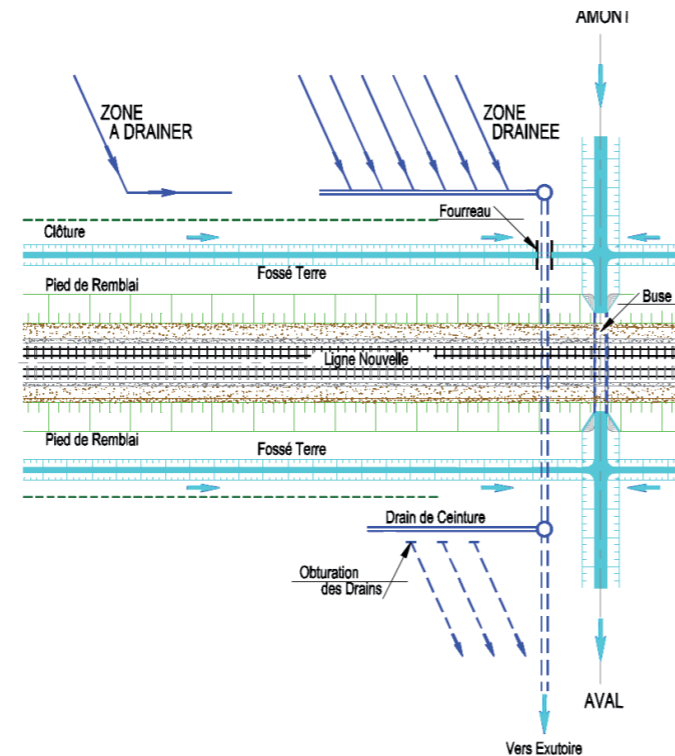 AMONT
ZONE
A DRAINER
ZONE
DRAINEE
Fourreau
Clôture
Fossé Terre
Pied de Remblai
Buse
Ligne Nouvelle
Pied de Remblai
Fossé Terre
Drain de Ceinture
Obturation
des Drains
AVAL
Vers Exutoire